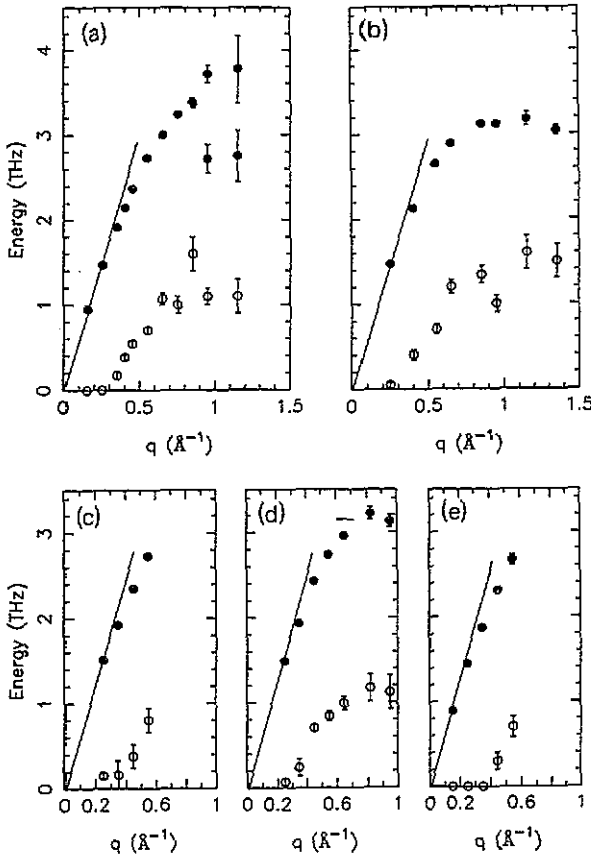 (a)
(b)
4
3
2
1
0
Energy (THz)
0 0.5 1 1.5
0 0.5 1 1.5
q (Å⁻¹)
q (Å⁻¹)
(c)
(d)
(e)
3
2
1
0
Energy (THz)
0 0.2 0.6 1
0 0.2 0.6 1
0 0.2 0.6 1
q (Å⁻¹)
q (Å⁻¹)
q (Å⁻¹)